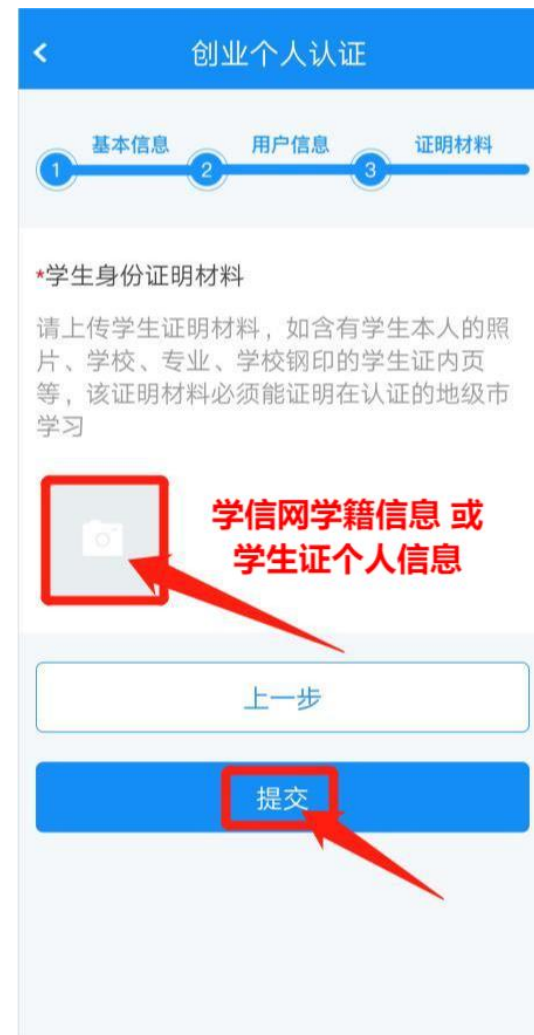 创业个人认证
基本信息
用户信息
证明材料
1
2
3
*学生身份证明材料
请上传学生证明材料，如含有学生本人的照
片、学校、专业、学校钢印的学生证内页
等，该证明材料必须能证明在认证的地级市
学习
学信网学籍信息 或
学生证个人信息
上一步
提交